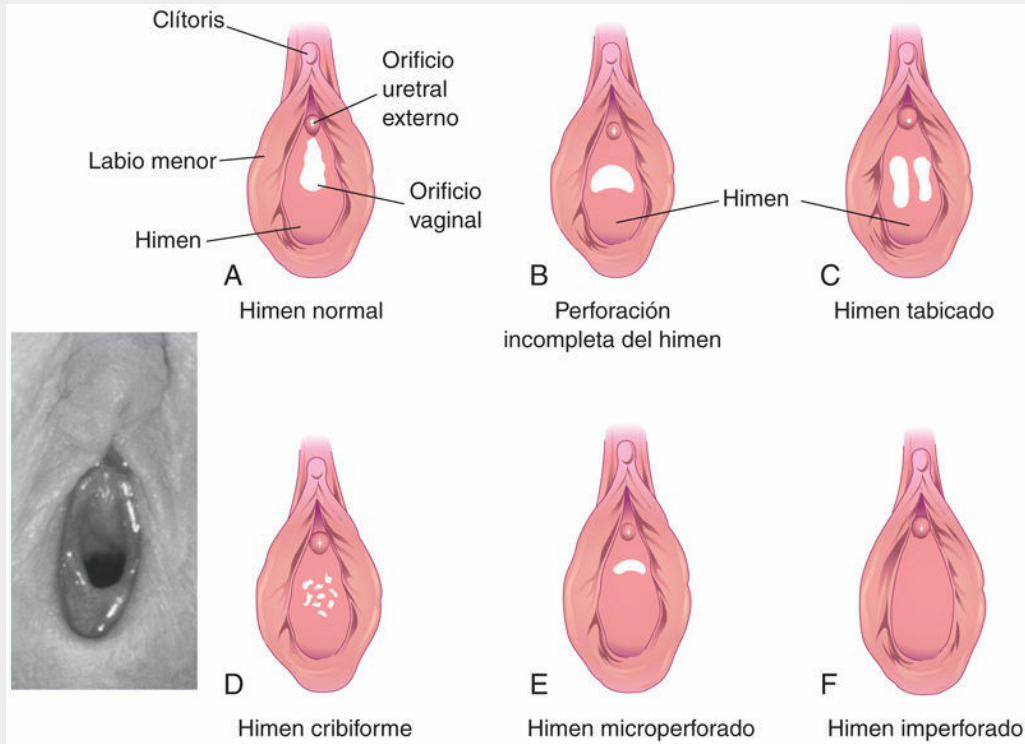 Clítoris
Orificio
uretral
externo
Labio menor
Orificio
vaginal
Himen
Himen
A
B
C
Himen normal
Perforación
incompleta del himen
Himen tabicado
D
E
F
Himen cribiforme
Himen microperforado
Himen imperforado